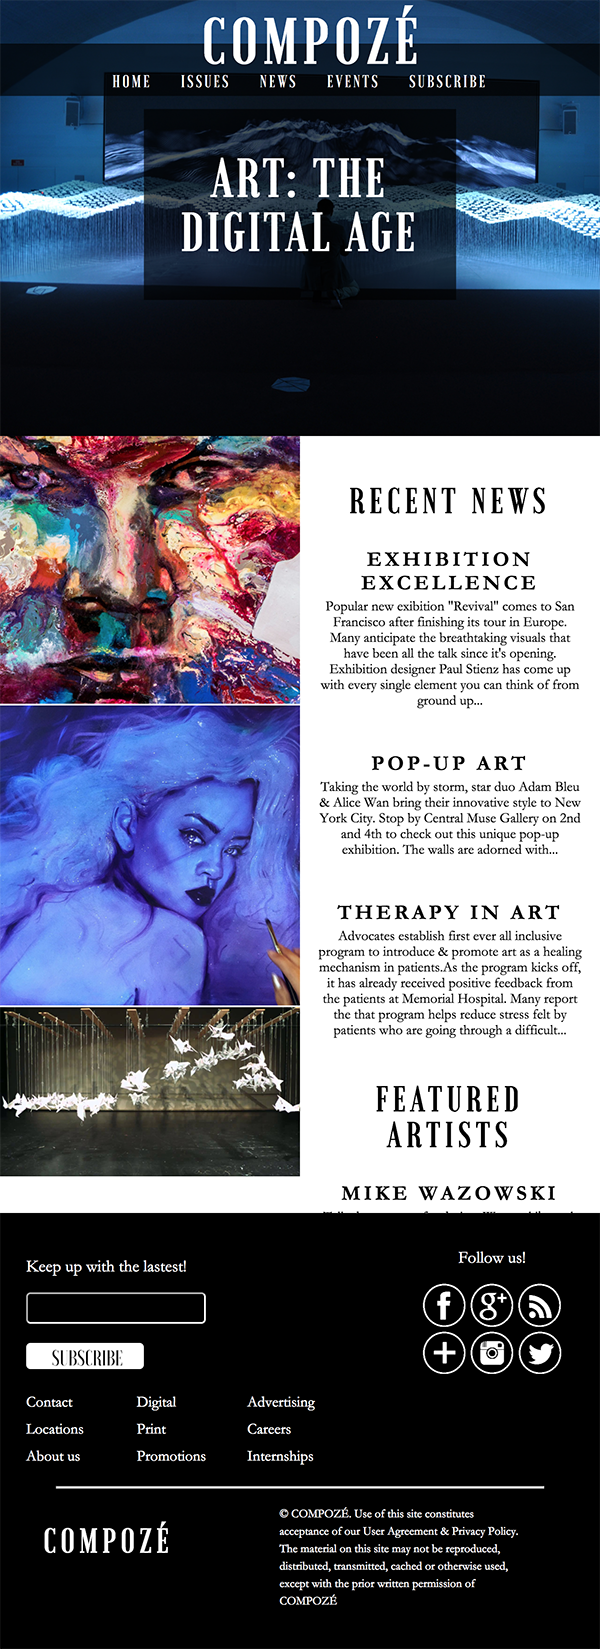 COMPOZÉ
HOME ISSUES NEWS EVENTS SUBSCRIBE
ART: THE
DIGITAL AGE
RECENT NEWS
EXHIBITION
EXCELLENCE
Popular new exibition "Revival" comes to San
Francisco after finishing its tour in Europe.
Many anticipate the breathtaking visuals that
have been all the talk since it's opening.
Exhibition designer Paul Stienz has come up
with every single element you can think of from
ground up...
POP-UP ART
Taking the world by storm, star duo Adam Bleu
& Alice Wan bring their innovative style to New
York City. Stop by Central Muse Gallery on 2nd
and 4th to check out this unique pop-up
exhibition. The walls are adorned with...
THERAPY IN ART
Advocates establish first ever all inclusive
program to introduce & promote art as a healing
mechanism in patients.As the program kicks off,
it has already received positive feedback from
the patients at Memorial Hospital. Many report
the that program helps reduce stress felt by
patients who are going through a difficult...
FEATURED
ARTISTS
MIKE WAZOWSKI
Keep up with the lastest!
SUBSCRIBE
Follow us!
Contact Digital Advertising
Locations Print Careers
About us Promotions Internships
COMPOZÉ
© COMPOZÉ. Use of this site constitutes
acceptance of our User Agreement & Privacy Policy.
The material on this site may not be reproduced,
distributed, transmitted, cached or otherwise used,
except with the prior written permission of
COMPOZÉ